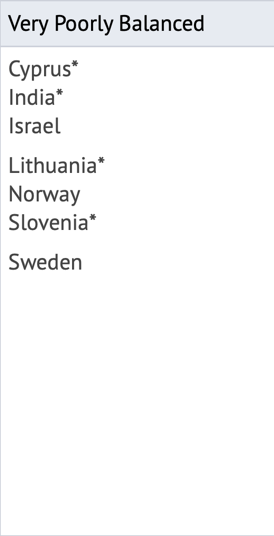 Very Poorly Balanced
Cyprus*
India*
Israel
Lithuania*
Norway
Slovenia*
Sweden